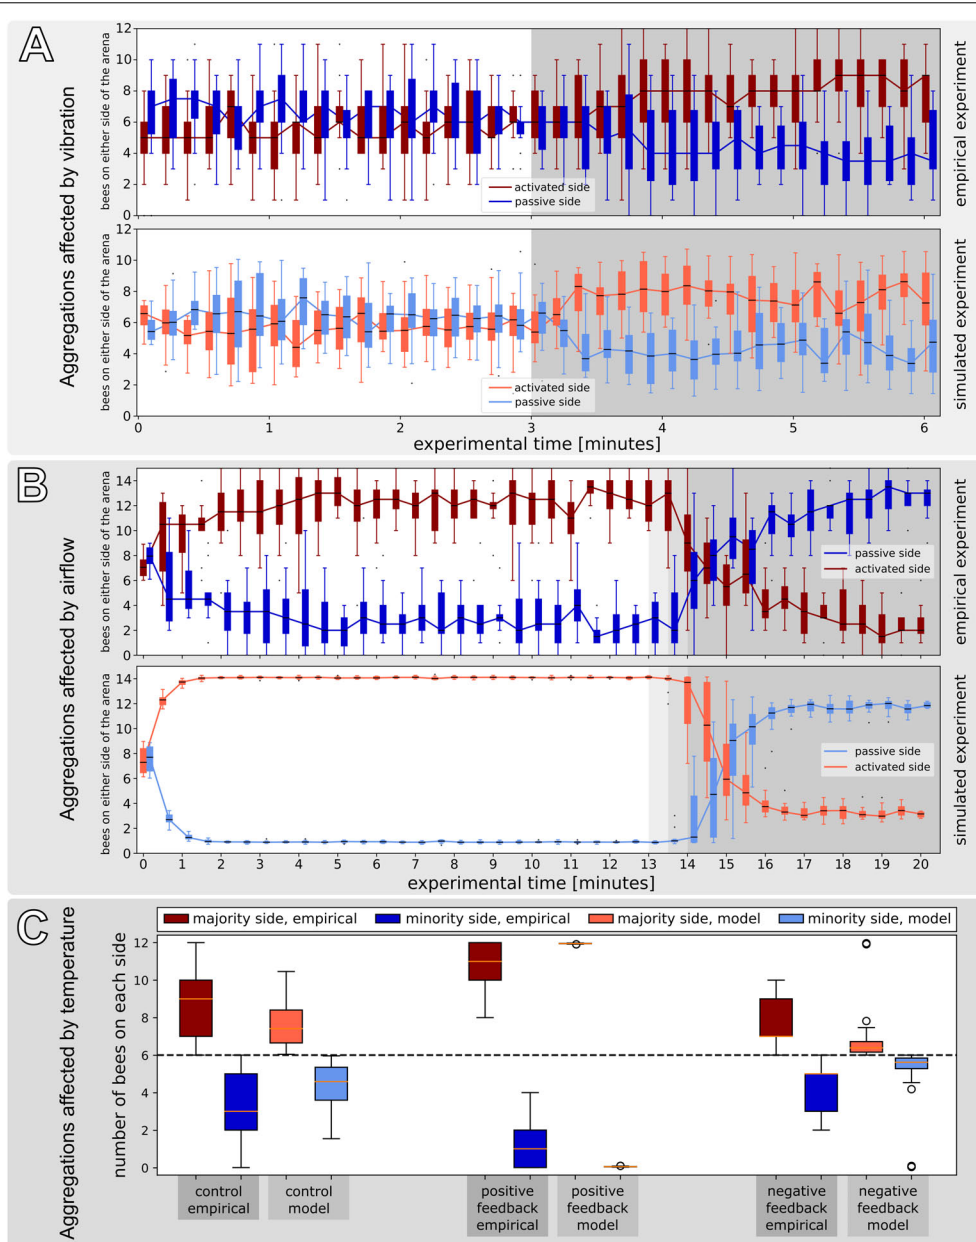 A
Aggregations affected by vibration
bees on either side of the arena
12
10
8
6
4
2
0
activated side
passive side
empirical experiment
bees on either side of the arena
12
10
8
6
4
2
0
activated side
passive side
simulated experiment
0 1 2 3 4 5 6
experimental time [minutes]
B
Aggregations affected by airflow
bees on either side of the arena
14
12
10
8
6
4
2
0
passive side
activated side
empirical experiment
bees on either side of the arena
14
12
10
8
6
4
2
0
passive side
activated side
simulated experiment
0 1 2 3 4 5 6 7 8 9 10 11 12 13 14 15 16 17 18 19 20
experimental time [minutes]
C
Aggregations affected by temperature
majority side, empirical minority side, empirical majority side, model minority side, model
number of bees on each side
12
10
8
6
4
2
0
control
empirical
control
model
positive
feedback
empirical
positive
feedback
model
negative
feedback
empirical
negative
feedback
model